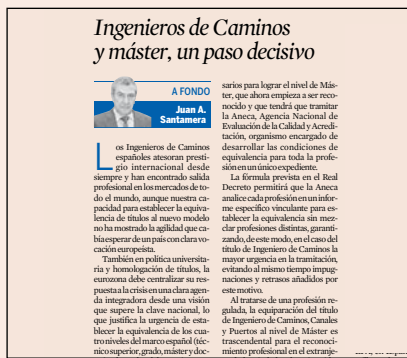 Ingenieros de Caminos
y máster, un paso decisivo
A FONDO
Juan A.
Santamera
Los Ingenieros de Caminos
españoles atesoran presti-
gio internacional desde
siempre y han encontrado salida
profesional en los mercados de to-
do el mundo, aunque nuestra ca-
pacidad para establecer la equiva-
lencia de títulos al nuevo modelo
no ha mostrado la agilidad que ca-
bía esperar de un país con clara vo-
cación europeísta.
También en política universita-
ria y homologación de títulos, la
eurozona debe centralizar su res-
puesta a la crisis en una clara agen-
da integradora desde una visión
que supere la clave nacional, lo
que justifica la urgencia de esta-
blecer la equivalencia de los cua-
tro niveles del marco español (téc-
nico superior, grado, máster y doc-
sarios para lograr el nivel de Más-
ter, que ahora empieza a ser reco-
nocido y que tendrá que tramitar
la Aneca, Agencia Nacional de
Evaluación de la Calidad y Acredi-
tación, organismo encargado de
desarrollar las condiciones de
equivalencia para toda la profe-
sión en un único expediente.
La fórmula prevista en el Real
Decreto permitirá que la Aneca
analice cada profesión en un infor-
me específico vinculante para es-
tablecer la equivalencia sin mez-
clar profesiones distintas, garanti-
zando, de este modo, en el caso del
título de Ingeniero de Caminos la
mayor urgencia en la tramitación,
evitando al mismo tiempo impug-
naciones y retrasos añadidos por
este motivo.
Al tratarse de una profesión re-
gulada, la equiparación del título
de Ingeniero de Caminos, Canales
y Puertos al nivel de Máster es
trascendental para el reconoci-
miento profesional en el extranje-